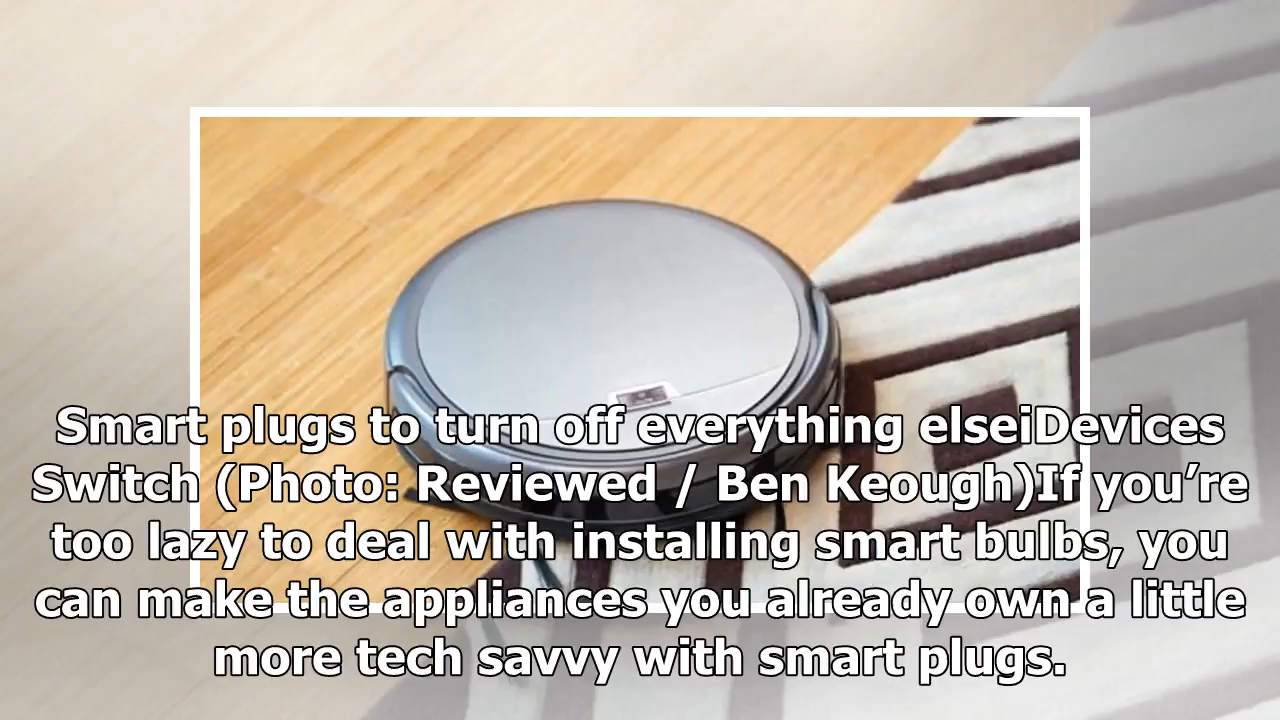 Smart plugs to turn off everything elseiDevices
Switch (Photo: Reviewed / Ben Keough)If you’re
too lazy to deal with installing smart bulbs, you
can make the appliances you already own a little
more tech savvy with smart plugs.